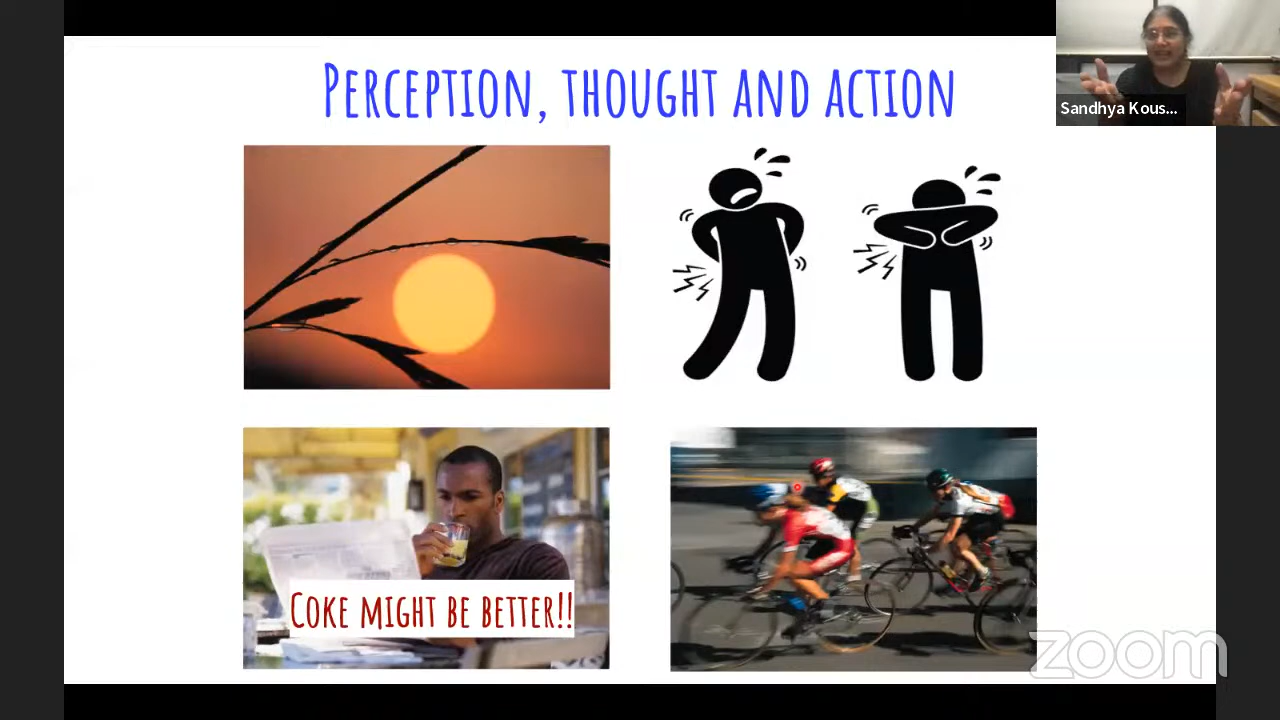 PERCEPTION, THOUGHT AND ACTION
Sandhya Kous...
COKE MIGHT BE BETTER!!
zoom